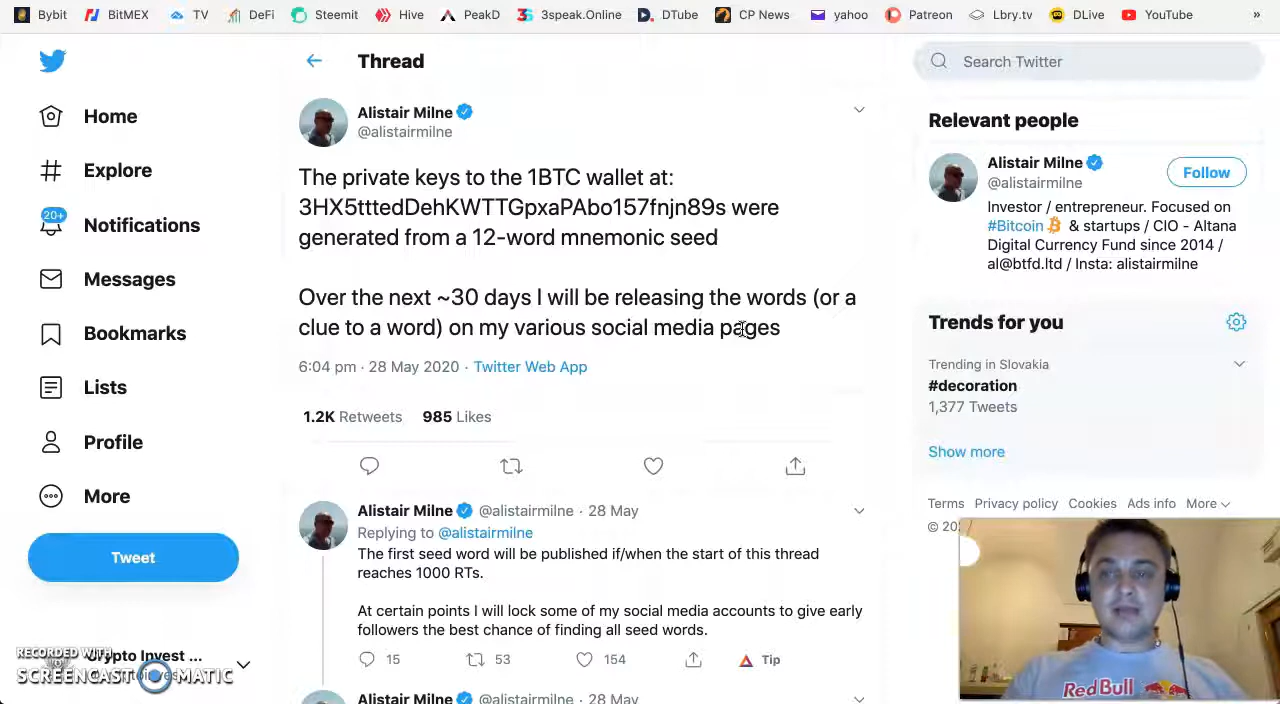 Bybit BitMEX TV DeFi Steemit Hive PeakD 3speak.Online DTube CP News yahoo Patreon Lbry.tv DLive YouTube »
Home
Explore
20+
Notifications
Messages
Bookmarks
Lists
Profile
More
Tweet
Crypto Invest ...
RECORDED WITH
SCREENCAST MATIC
Thread
Alistair Milne
@alistairmilne
The private keys to the 1BTC wallet at:
3HX5tttedDehKWTTGpxaPAbo157fnjn89s were
generated from a 12-word mnemonic seed
Over the next ~30 days I will be releasing the words (or a
clue to a word) on my various social media pages
6:04 pm · 28 May 2020 · Twitter Web App
1.2K Retweets 985 Likes
Alistair Milne @alistairmilne · 28 May
Replying to @alistairmilne
The first seed word will be published if/when the start of this thread
reaches 1000 RTs.
At certain points I will lock some of my social media accounts to give early
followers the best chance of finding all seed words.
15 53 154 Tip
Alistair Milne @alistairmilne · 28 May
Search Twitter
Relevant people
Alistair Milne
@alistairmilne
Follow
Investor / entrepreneur. Focused on
#Bitcoin & startups / CIO - Altana
Digital Currency Fund since 2014 /
al@btfd.ltd / Insta: alistairmilne
Trends for you
Trending in Slovakia
#decoration
1,377 Tweets
Show more
Terms Privacy policy Cookies Ads info More
Red Bull